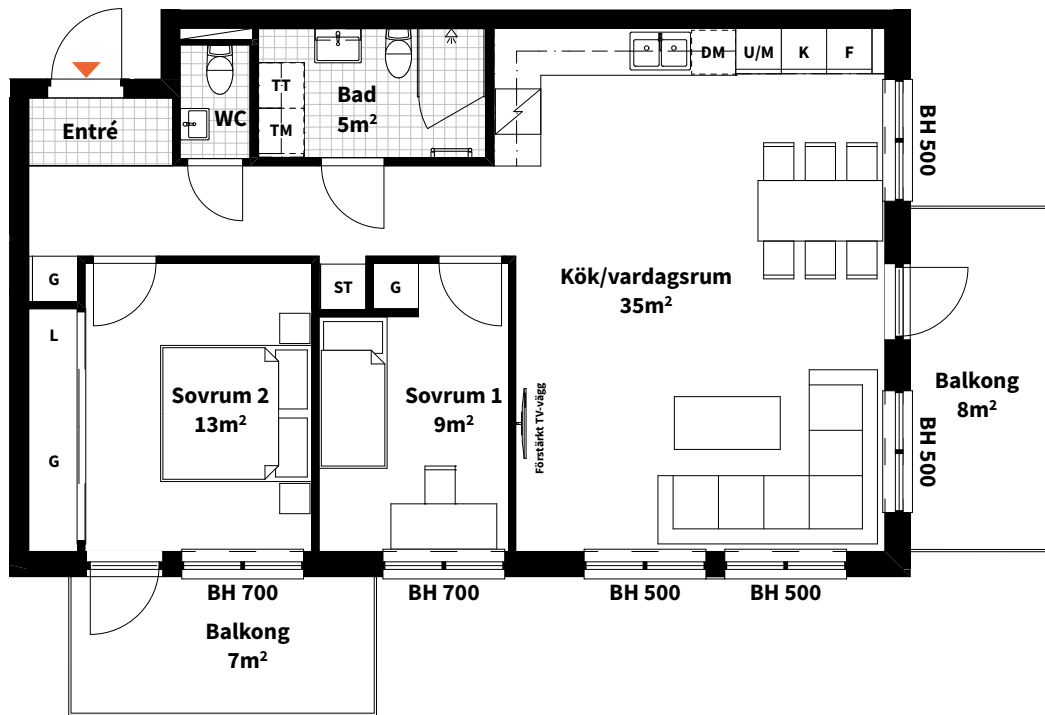 DM
U/M
K
F
TT
TM
Bad
5m²
WC
Entré
BH 500
G
ST
G
Kök/vardagsrum
35m²
L
G
Sovrum 2
13m²
Sovrum 1
9m²
Förstärkt TV-vägg
Balkong
8m²
BH 500
BH 700
BH 700
BH 500
BH 500
Balkong
7m²